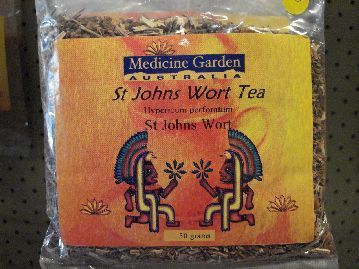 Medicine Garden
AUSTRALIA
St Johns Wort Tea
Hypericum perforatum
St Johns Wort
50 grams